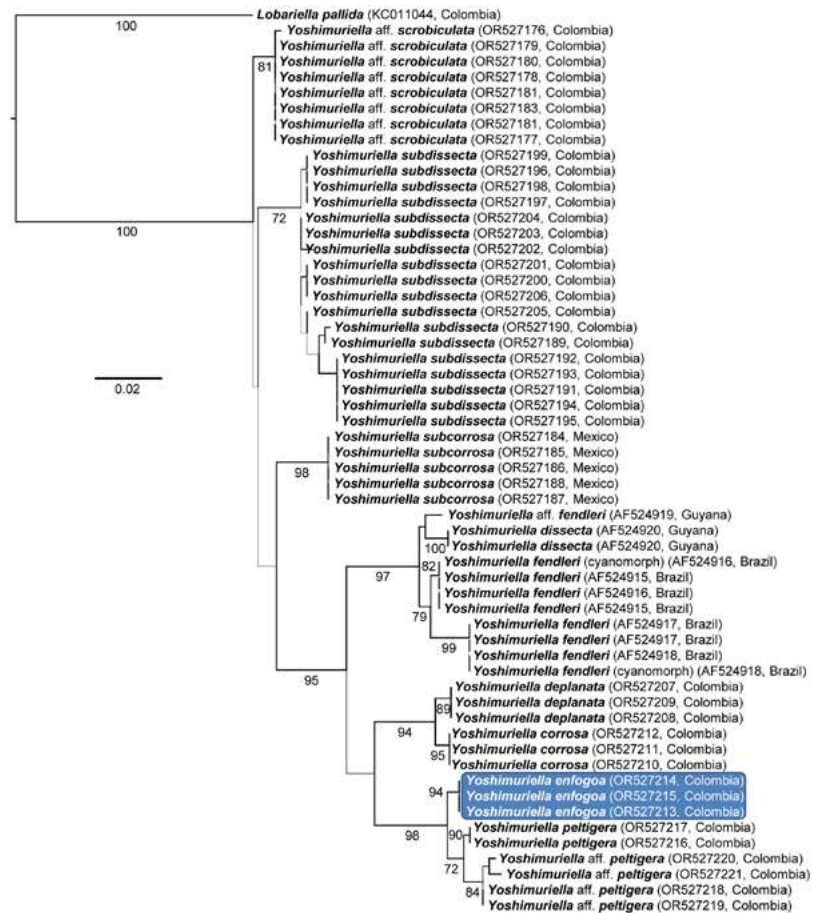 Lobariella pallida (KC011044, Colombia)
100
Yoshimuriella aff. scrobiculata (OR527176, Colombia)
Yoshimuriella aff. scrobiculata (OR527179, Colombia)
Yoshimuriella aff. scrobiculata (OR527180, Colombia)
81
Yoshimuriella aff. scrobiculata (OR527178, Colombia)
Yoshimuriella aff. scrobiculata (OR527181, Colombia)
Yoshimuriella aff. scrobiculata (OR527183, Colombia)
Yoshimuriella aff. scrobiculata (OR527181, Colombia)
Yoshimuriella aff. scrobiculata (OR527177, Colombia)
Yoshimuriella subdissecta (OR527199, Colombia)
Yoshimuriella subdissecta (OR527196, Colombia)
Yoshimuriella subdissecta (OR527198, Colombia)
Yoshimuriella subdissecta (OR527197, Colombia)
72
Yoshimuriella subdissecta (OR527204, Colombia)
100
Yoshimuriella subdissecta (OR527203, Colombia)
Yoshimuriella subdissecta (OR527202, Colombia)
Yoshimuriella subdissecta (OR527201, Colombia)
Yoshimuriella subdissecta (OR527200, Colombia)
Yoshimuriella subdissecta (OR527206, Colombia)
Yoshimuriella subdissecta (OR527205, Colombia)
Yoshimuriella subdissecta (OR527190, Colombia)
Yoshimuriella subdissecta (OR527189, Colombia)
Yoshimuriella subdissecta (OR527192, Colombia)
Yoshimuriella subdissecta (OR527193, Colombia)
0.02
Yoshimuriella subdissecta (OR527191, Colombia)
Yoshimuriella subdissecta (OR527194, Colombia)
Yoshimuriella subdissecta (OR527195, Colombia)
Yoshimuriella subcorrosa (OR527184, Mexico)
Yoshimuriella subcorrosa (OR527185, Mexico)
98
Yoshimuriella subcorrosa (OR527186, Mexico)
Yoshimuriella subcorrosa (OR527188, Mexico)
Yoshimuriella subcorrosa (OR527187, Mexico)
Yoshimuriella aff. fendleri (AF524919, Guyana)
Yoshimuriella dissecta (AF524920, Guyana)
100
Yoshimuriella dissecta (AF524920, Guyana)
82
Yoshimuriella fendleri (cyanomorph) (AF524916, Brazil)
97
Yoshimuriella fendleri (AF524915, Brazil)
Yoshimuriella fendleri (AF524916, Brazil)
Yoshimuriella fendleri (AF524915, Brazil)
79
Yoshimuriella fendleri (AF524917, Brazil)
Yoshimuriella fendleri (AF524917, Brazil)
99
Yoshimuriella fendleri (AF524918, Brazil)
Yoshimuriella fendleri (cyanomorph) (AF524918, Brazil)
95
Yoshimuriella deplanata (OR527207, Colombia)
89
Yoshimuriella deplanata (OR527209, Colombia)
Yoshimuriella deplanata (OR527208, Colombia)
94
Yoshimuriella corrosa (OR527212, Colombia)
95
Yoshimuriella corrosa (OR527211, Colombia)
Yoshimuriella corrosa (OR527210, Colombia)
Yoshimuriella enfogoa (OR527214, Colombia)
94
Yoshimuriella enfogoa (OR527215, Colombia)
Yoshimuriella enfogoa (OR527213, Colombia)
98
90
Yoshimuriella peltigera (OR527217, Colombia)
Yoshimuriella peltigera (OR527216, Colombia)
72
Yoshimuriella aff. peltigera (OR527220, Colombia)
Yoshimuriella aff. peltigera (OR527221, Colombia)
84
Yoshimuriella aff. peltigera (OR527218, Colombia)
Yoshimuriella aff. peltigera (OR527219, Colombia)